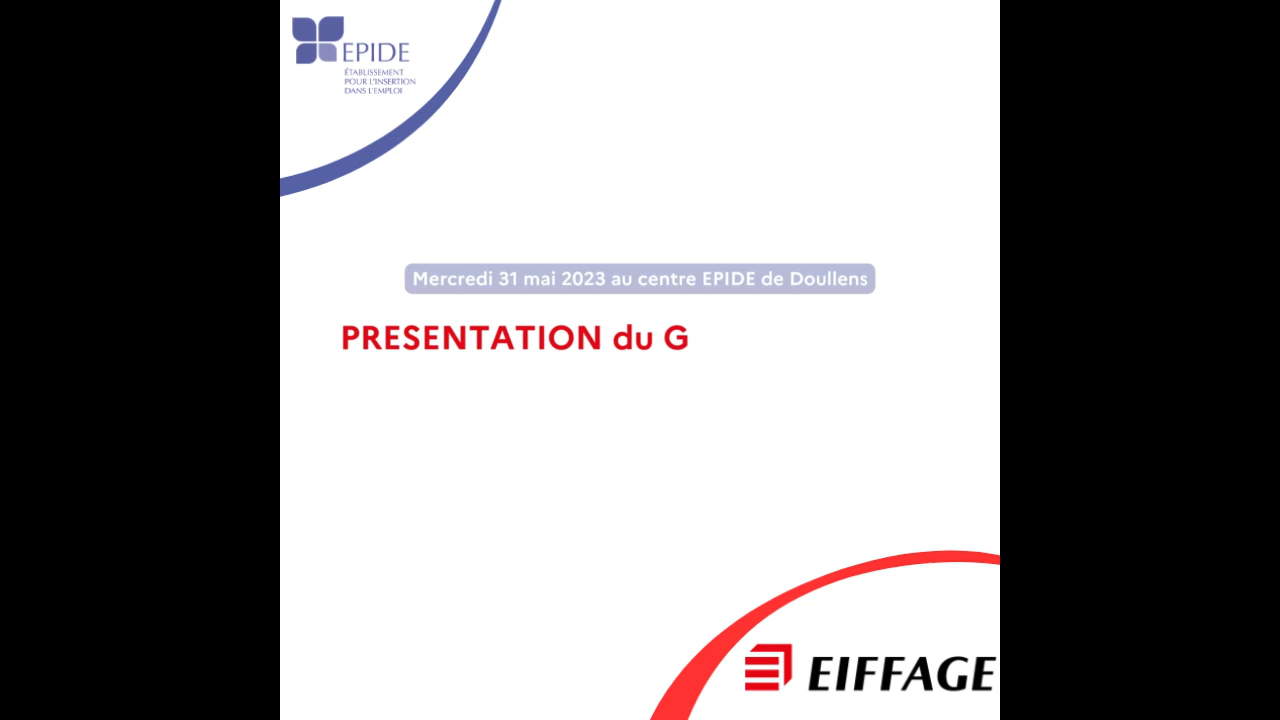 EPIDE
ÉTABLISSEMENT
POUR L'INSERTION
DANS L'EMPLOI
Mercredi 31 mai 2023 au centre EPIDE de Doullens
PRESENTATION du G
EIFFAGE